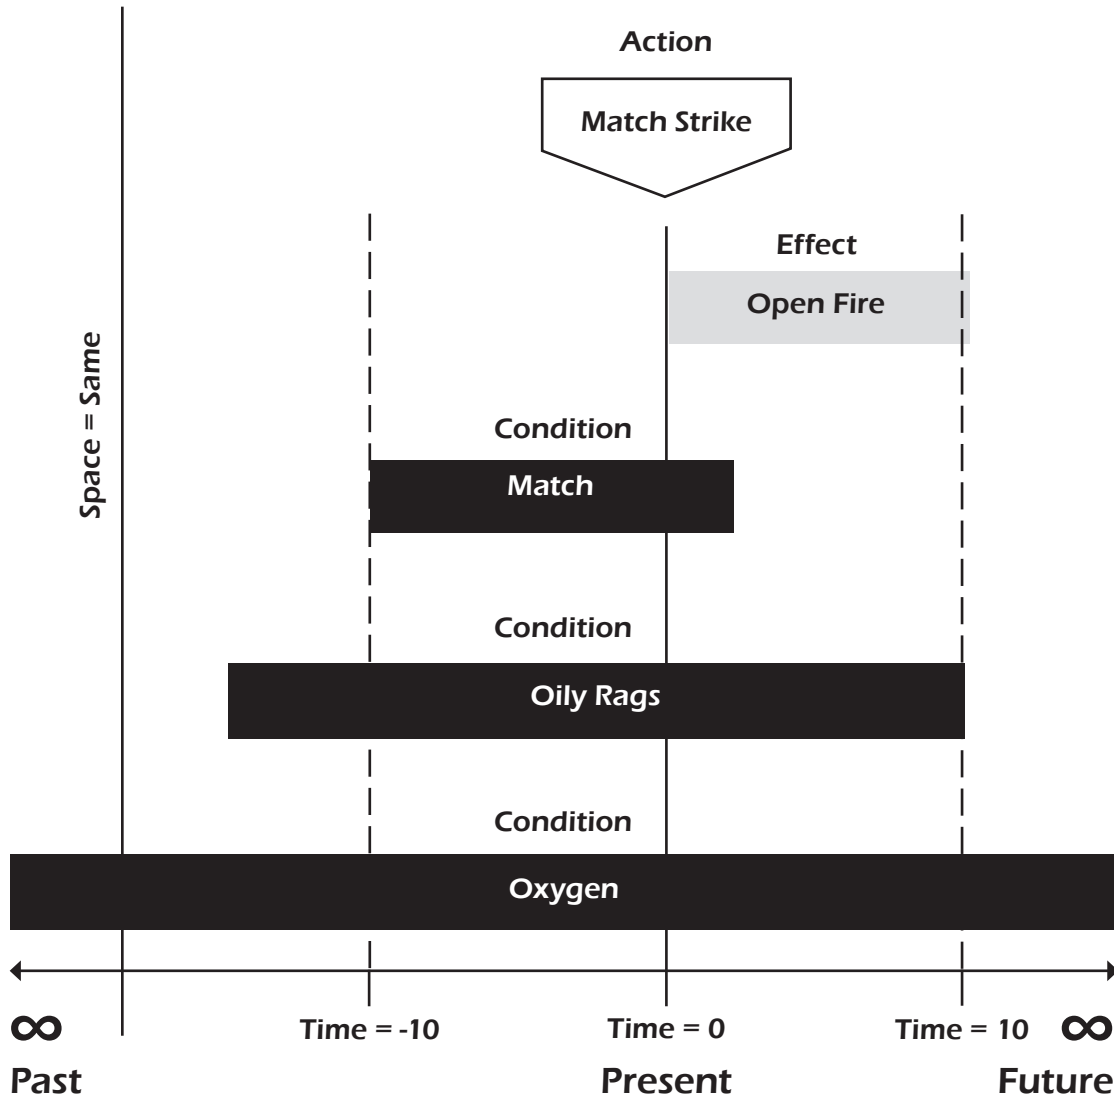 Action
Match Strike
Effect
Open Fire
Space = Same
Condition
Match
Condition
Oily Rags
Condition
Oxygen
∞ Time = -10 Time = 0 Time = 10 ∞
Past Present Future